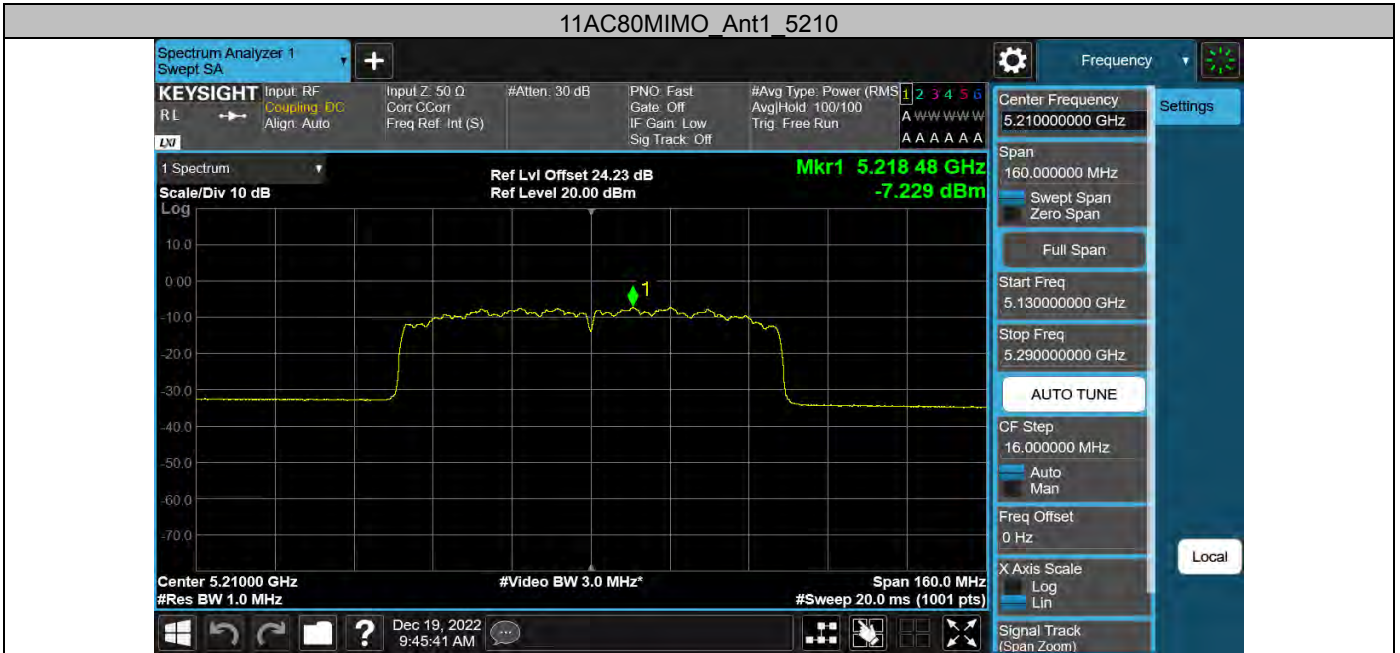 11AC80MIMO_Ant1_5210
Spectrum Analyzer 1
Swept SA
Frequency
KEYSIGHT
RL
LXI
Input: RF
Coupling: DC
Align: Auto
Input Z: 50 Ω
Corr CCorr
Freq Ref: Int (S)
#Atten: 30 dB
PNO: Fast
Gate: Off
IF Gain: Low
Sig Track: Off
#Avg Type: Power (RMS
Avg|Hold: 100/100
Trig: Free Run
1 2 3 4 5 6
A W W W W W
A A A A A A
1 Spectrum
Scale/Div 10 dB
Ref Lvl Offset 24.23 dB
Ref Level 20.00 dBm
Mkr1 5.218 48 GHz
-7.229 dBm
Log
10.0
0.00
-10.0
-20.0
-30.0
-40.0
-50.0
-60.0
-70.0
1
Center 5.21000 GHz
#Res BW 1.0 MHz
#Video BW 3.0 MHz*
Span 160.0 MHz
#Sweep 20.0 ms (1001 pts)
Center Frequency
5.210000000 GHz
Settings
Span
160.000000 MHz
Swept Span
Zero Span
Full Span
Start Freq
5.130000000 GHz
Stop Freq
5.290000000 GHz
AUTO TUNE
CF Step
16.000000 MHz
Auto
Man
Freq Offset
0 Hz
X Axis Scale
Log
Lin
Local
Signal Track
(Span Zoom)
?
Dec 19, 2022
9:45:41 AM